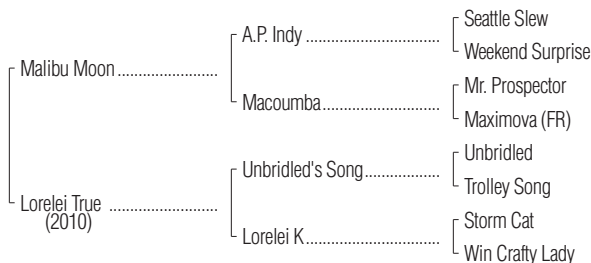 Seattle Slew
A.P. Indy ..............................
Weekend Surprise
Malibu Moon .......................
Mr. Prospector
Macoumba..........................
Maximova (FR)
Unbridled
Unbridled's Song.................
Trolley Song
Lorelei True ........................
(2010)
Storm Cat
Lorelei K..............................
Win Crafty Lady